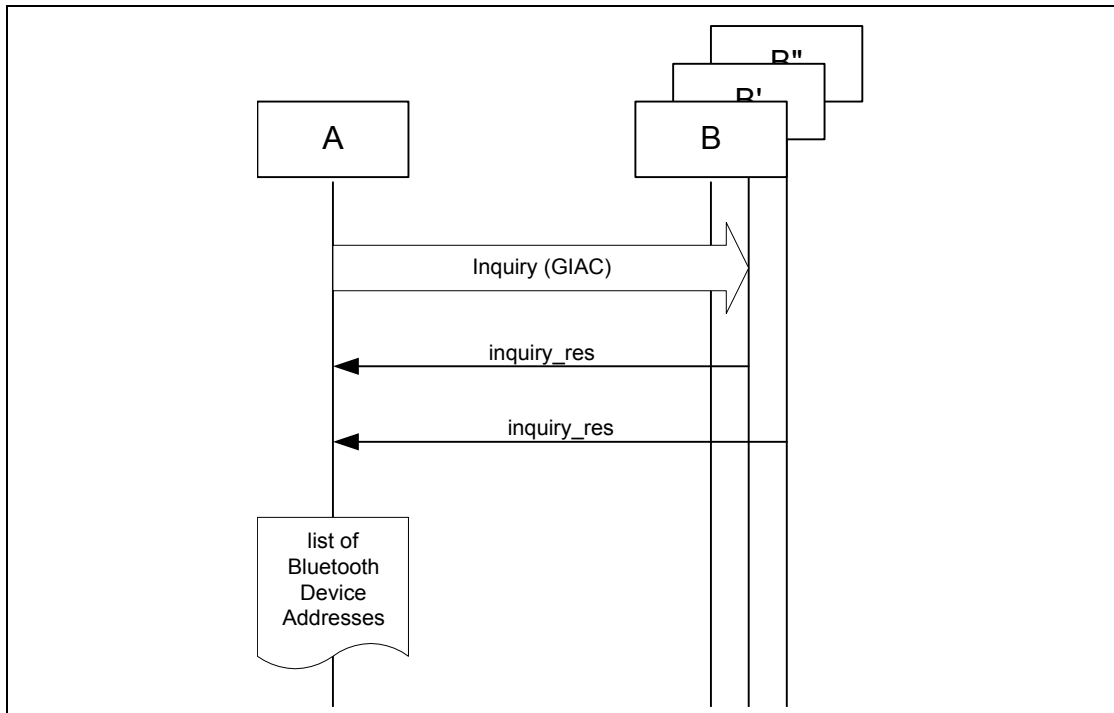 B"
B'
A
B
Inquiry (GIAC)
inquiry_res
inquiry_res
list of
Bluetooth
Device
Addresses